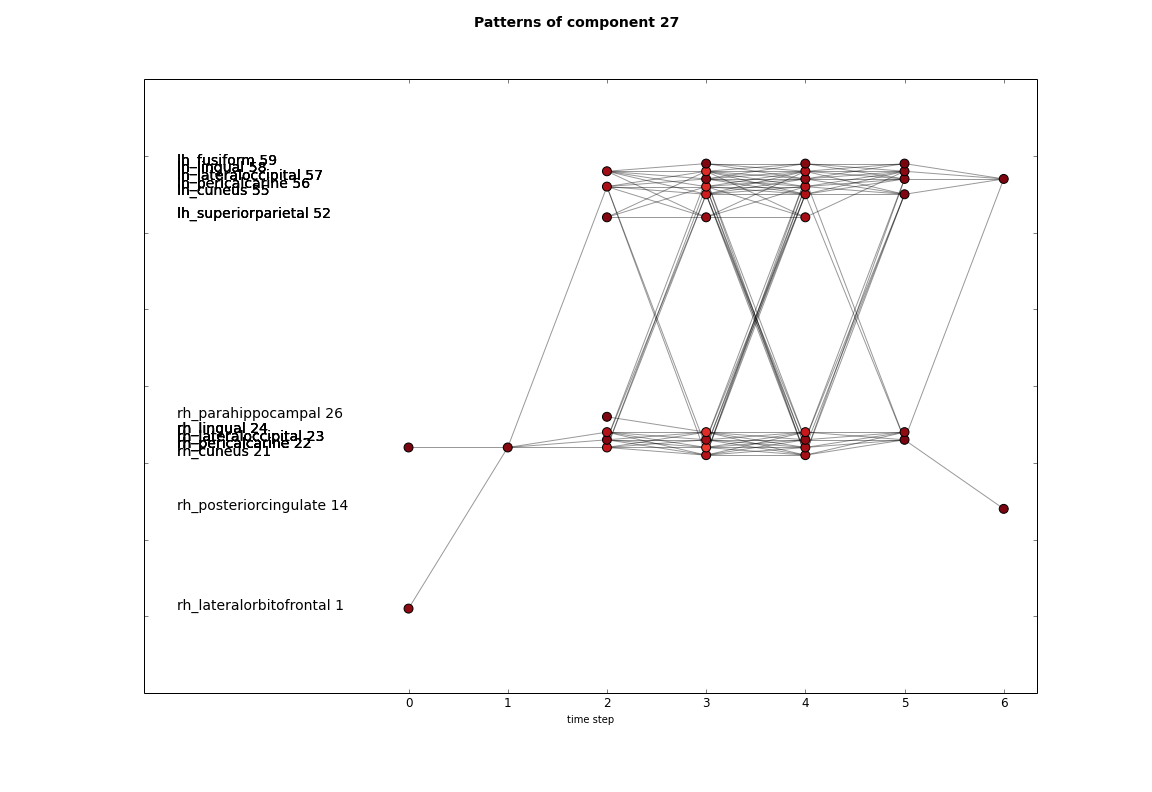 Patterns of component 27
lh_fusiform 59
lh_lingual 58
lh_lateraloccipital 57
lh_pericalcarine 56
lh_cuneus 55
lh_superiorparietal 52
rh_parahippocampal 26
rh_lingual 24
rh_lateraloccipital 23
rh_pericalcarine 22
rh_cuneus 21
rh_posteriorcingulate 14
rh_lateralorbitofrontal 1
0 1 2 3 4 5 6
time step